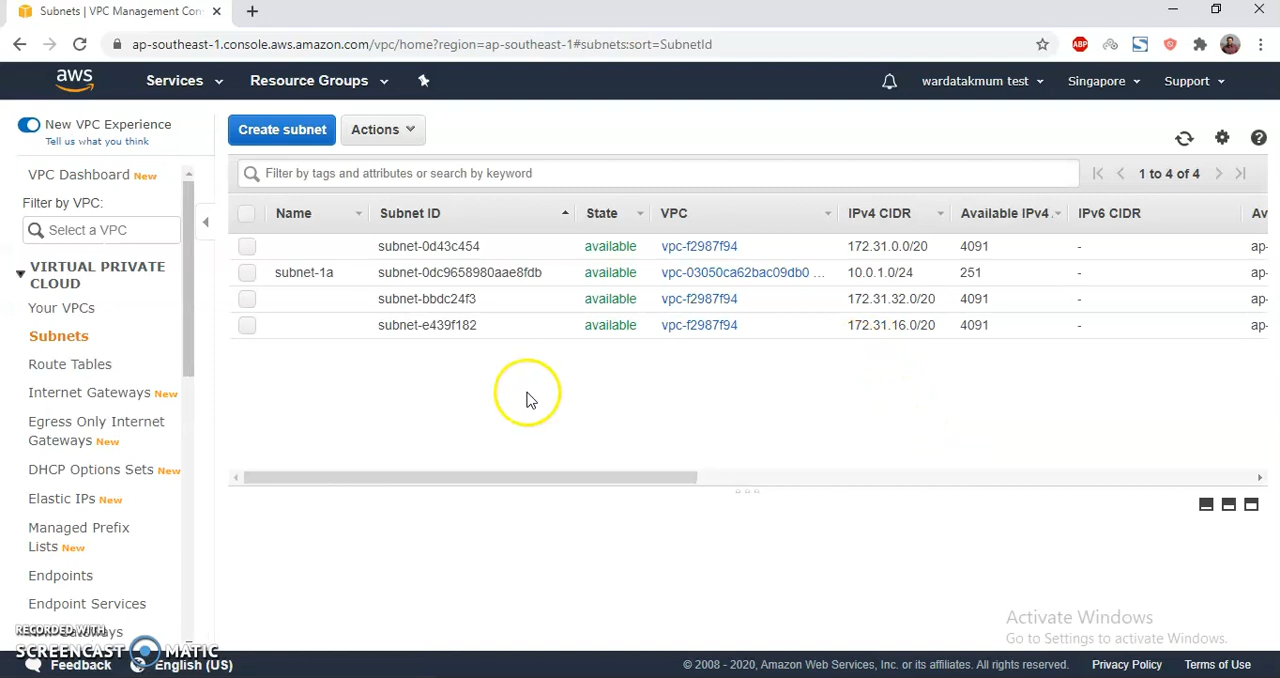 Subnets | VPC Management Con
ap-southeast-1.console.aws.amazon.com/vpc/home?region=ap-southeast-1#subnets:sort=SubnetId
ABP
aws Services Resource Groups wardatakmum test Singapore Support
New VPC Experience
Tell us what you think
Create subnet Actions
VPC Dashboard New
Filter by VPC:
Select a VPC
VIRTUAL PRIVATE
CLOUD
Your VPCs
Subnets
Route Tables
Internet Gateways New
Egress Only Internet
Gateways New
DHCP Options Sets New
Elastic IPs New
Managed Prefix
Lists New
Endpoints
Endpoint Services
Filter by tags and attributes or search by keyword 1 to 4 of 4
Name Subnet ID State VPC IPv4 CIDR Available IPv4 IPv6 CIDR Av
subnet-0d43c454 available vpc-f2987f94 172.31.0.0/20 4091 - ap-
subnet-1a subnet-0dc9658980aae8fdb available vpc-03050ca62bac09db0 ... 10.0.1.0/24 251 - ap-
subnet-bbdc24f3 available vpc-f2987f94 172.31.32.0/20 4091 - ap-
subnet-e439f182 available vpc-f2987f94 172.31.16.0/20 4091 - ap-
Activate Windows
Go to Settings to activate Windows.
RECORDED WITH
SCREENCAST MATIC
Feedback English (US) © 2008 - 2020, Amazon Web Services, Inc. or its affiliates. All rights reserved. Privacy Policy Terms of Use